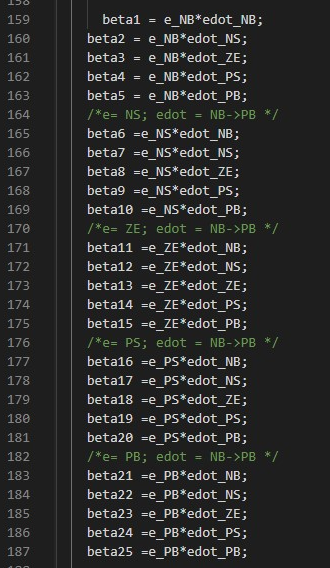 158
159 beta1 = e_NB*edot_NB;
160 beta2 = e_NB*edot_NS;
161 beta3 = e_NB*edot_ZE;
162 beta4 = e_NB*edot_PS;
163 beta5 = e_NB*edot_PB;
164 /*e= NS; edot = NB->PB */
165 beta6 =e_NS*edot_NB;
166 beta7 =e_NS*edot_NS;
167 beta8 =e_NS*edot_ZE;
168 beta9 =e_NS*edot_PS;
169 beta10 =e_NS*edot_PB;
170 /*e= ZE; edot = NB->PB */
171 beta11 =e_ZE*edot_NB;
172 beta12 =e_ZE*edot_NS;
173 beta13 =e_ZE*edot_ZE;
174 beta14 =e_ZE*edot_PS;
175 beta15 =e_ZE*edot_PB;
176 /*e= PS; edot = NB->PB */
177 beta16 =e_PS*edot_NB;
178 beta17 =e_PS*edot_NS;
179 beta18 =e_PS*edot_ZE;
180 beta19 =e_PS*edot_PS;
181 beta20 =e_PS*edot_PB;
182 /*e= PB; edot = NB->PB */
183 beta21 =e_PB*edot_NB;
184 beta22 =e_PB*edot_NS;
185 beta23 =e_PB*edot_ZE;
186 beta24 =e_PB*edot_PS;
187 beta25 =e_PB*edot_PB;